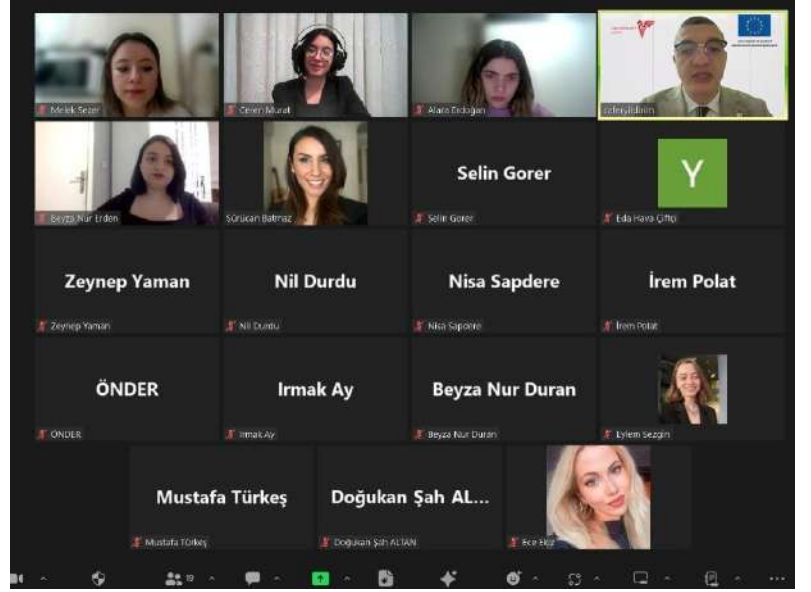 Melek Sezer
Ceren Murat
Alara Erdoğan
caferyildirim
Beyza Nur Erden
Sürücan Batmaz
Selin Gorer
Selin Gorer
Y
Eda Hava Çiftçi
Zeynep Yaman
Nil Durdu
Nisa Sapdere
İrem Polat
Zeynep Yaman
Nil Durdu
Nisa Sapdere
İrem Polat
ÖNDER
Irmak Ay
Beyza Nur Duran
ÖNDER
Irmak Ay
Beyza Nur Duran
Eylem Sezgin
Mustafa Türkeş
Doğukan Şah AL...
Mustafa Türkeş
Doğukan Şah ALTAN
Ece Ekiz
19